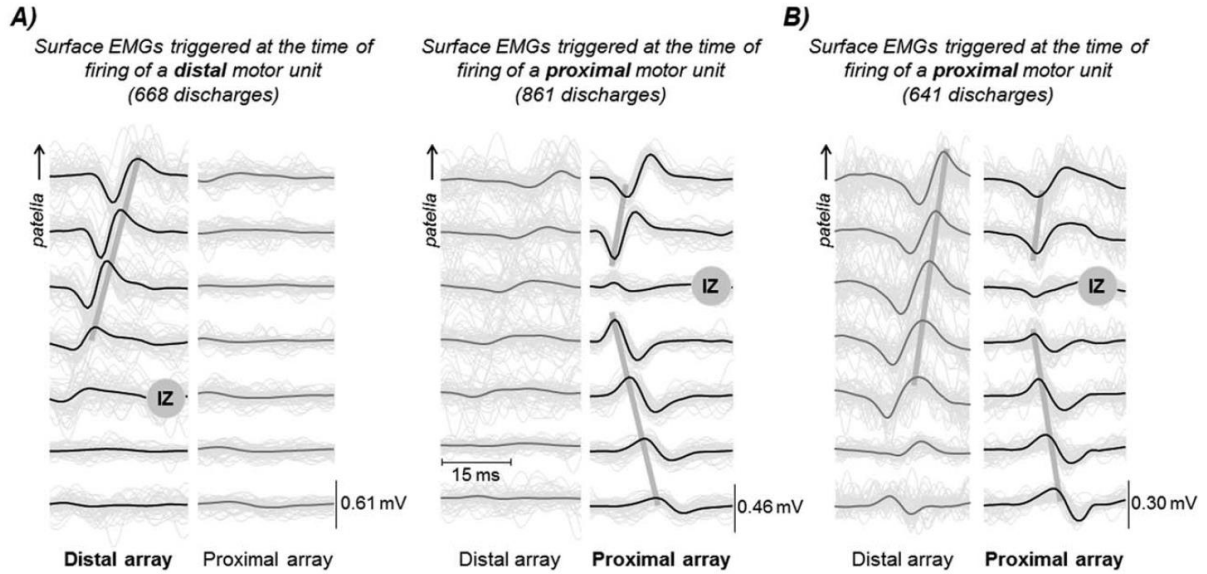 A)
Surface EMGs triggered at the time of
firing of a distal motor unit
(668 discharges)
Surface EMGs triggered at the time of
firing of a proximal motor unit
(861 discharges)
B)
Surface EMGs triggered at the time of
firing of a proximal motor unit
(641 discharges)
patella
IZ
0.61 mV
Distal array
Proximal array
patella
IZ
15 ms
0.46 mV
Distal array
Proximal array
patella
IZ
0.30 mV
Distal array
Proximal array